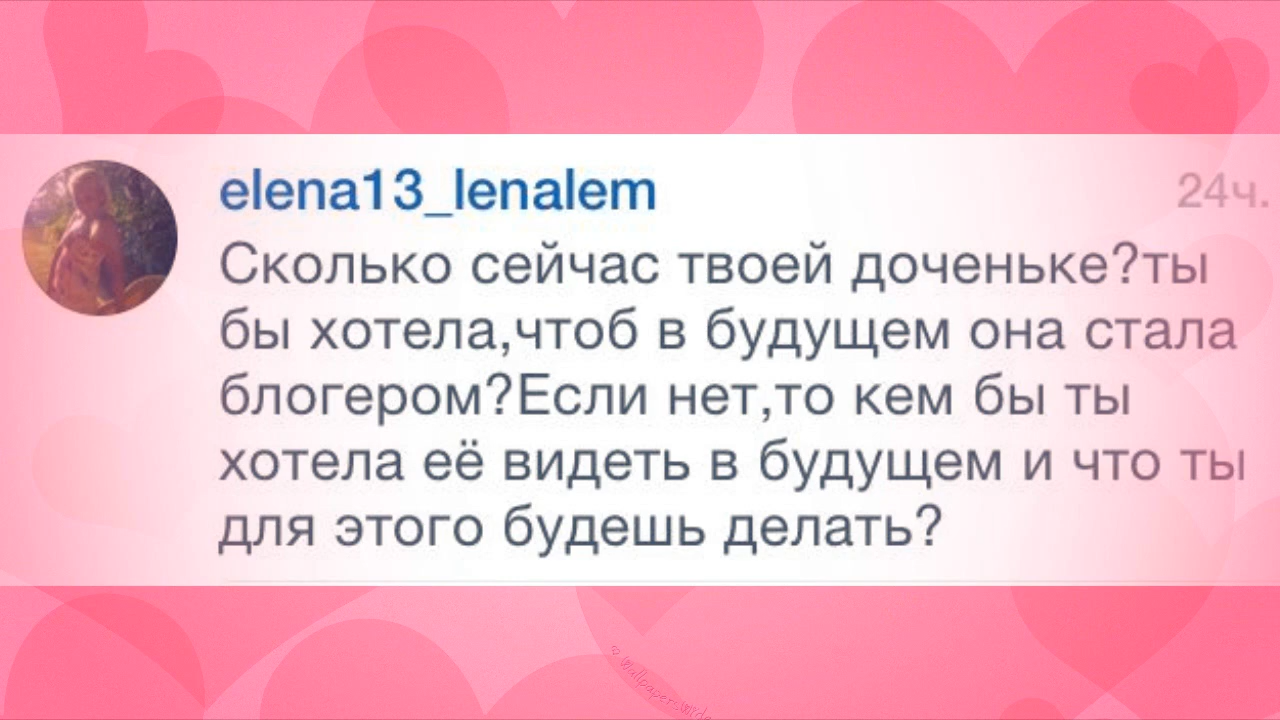 elena13_lenalem
24ч.
Сколько сейчас твоей доченьке?ты
бы хотела,чтоб в будущем она стала
блогером?Если нет,то кем бы ты
хотела её видеть в будущем и что ты
для этого будешь делать?